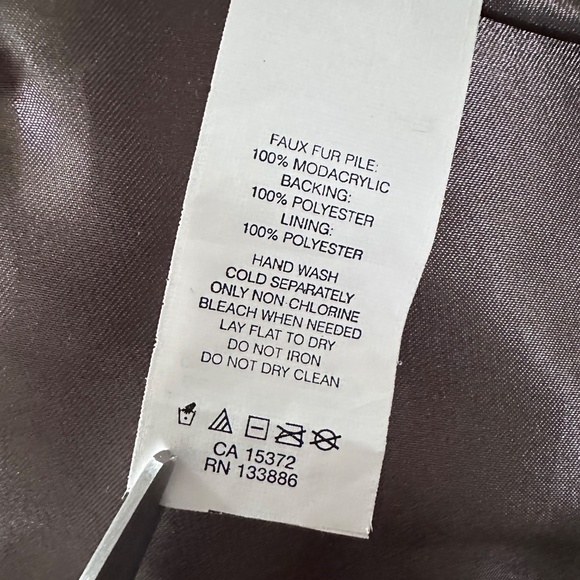 FAUX FUR PILE:
100% MODACRYLIC
BACKING:
100% POLYESTER
LINING:
100% POLYESTER
HAND WASH
COLD SEPARATELY
ONLY NON CHLORINE
BLEACH WHEN NEEDED
LAY FLAT TO DRY
DO NOT IRON
DO NOT DRY CLEAN
CA 15372
RN 133886